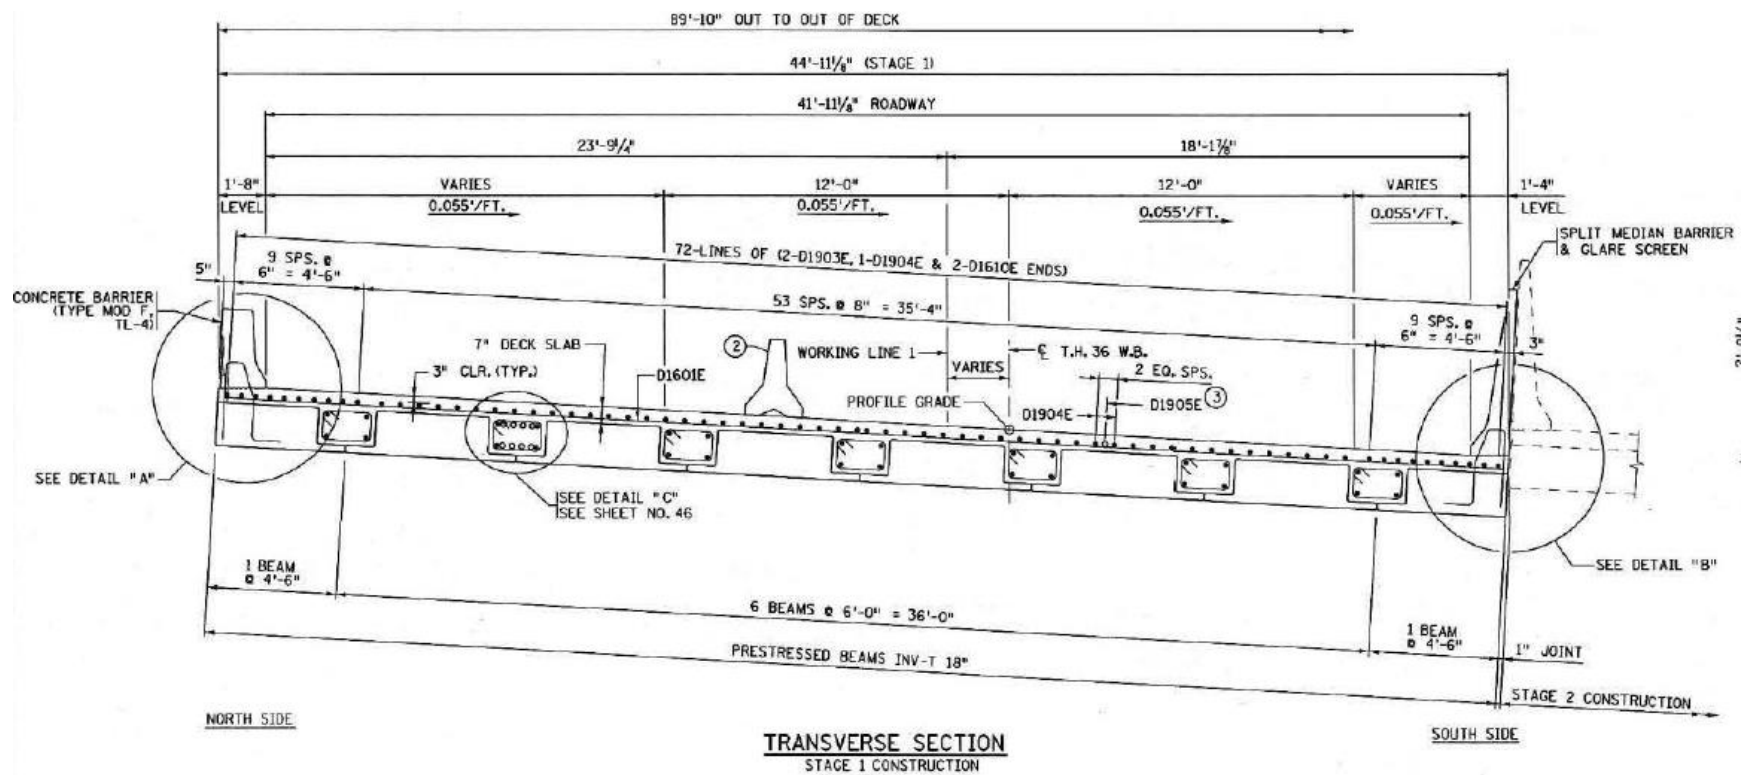 89'-10" OUT TO OUT OF DECK
44'-11⅛" (STAGE 1)
41'-11⅛" ROADWAY
23'-9¼"
18'-1⅞"
1'-8"
VARIES
12'-0"
12'-0"
VARIES
1'-4"
LEVEL
0.055'/FT.
0.055'/FT.
0.055'/FT.
0.055'/FT.
LEVEL
SPLIT MEDIAN BARRIER
& GLARE SCREEN
72-LINES OF (2-D1903E, 1-D1904E & 2-D1610E ENDS)
9 SPS. @
6" = 4'-6"
5"
53 SPS. @ 8" = 35'-4"
9 SPS. @
6" = 4'-6"
3"
CONCRETE BARRIER
(TYPE MOD F,
TL-4)
7" DECK SLAB
2
WORKING LINE 1
℄ T.H. 36 W.B.
VARIES
2 EQ. SPS.
3" CLR. (TYP.)
D1601E
PROFILE GRADE
D1904E
D1905E
3
SEE DETAIL "A"
SEE DETAIL "C"
SEE SHEET NO. 46
SEE DETAIL "B"
1 BEAM
@ 4'-6"
6 BEAMS @ 6'-0" = 36'-0"
1 BEAM
@ 4'-6"
PRESTRESSED BEAMS INV-T 18"
1" JOINT
STAGE 2 CONSTRUCTION
NORTH SIDE
SOUTH SIDE
TRANSVERSE SECTION
STAGE 1 CONSTRUCTION